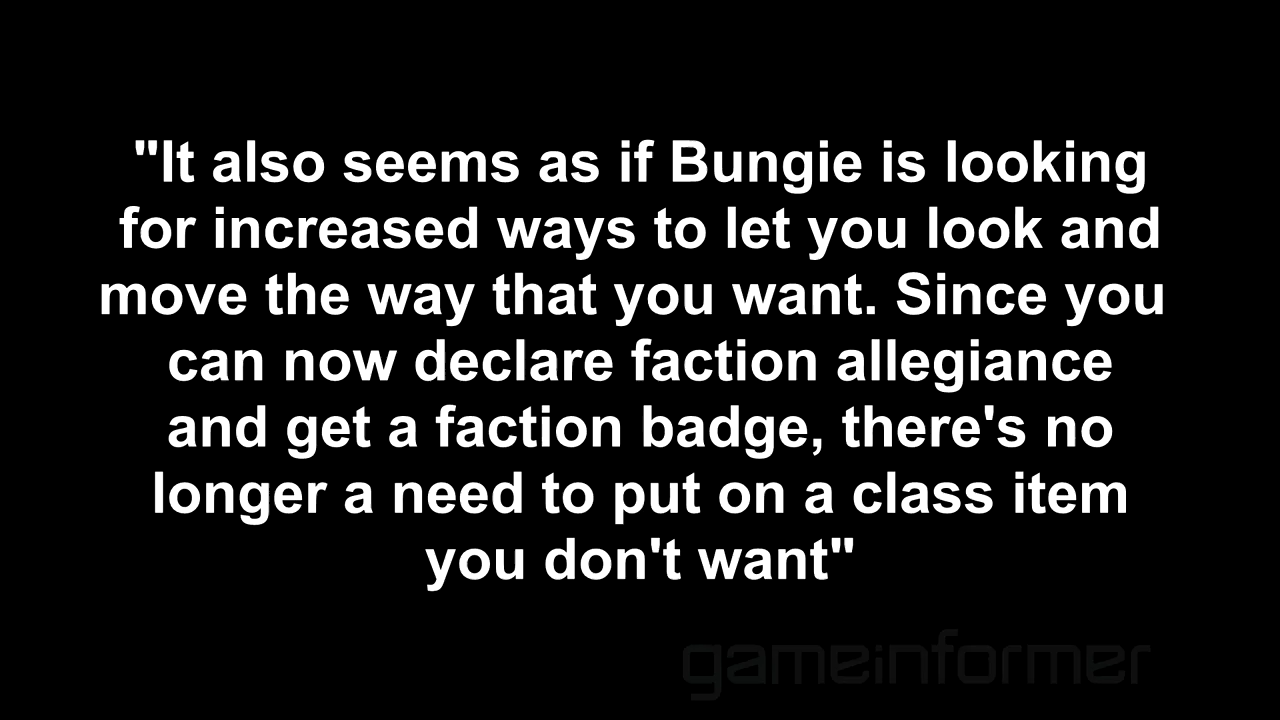 "It also seems as if Bungie is looking
for increased ways to let you look and
move the way that you want. Since you
can now declare faction allegiance
and get a faction badge, there's no
longer a need to put on a class item
you don't want"
gameinformer